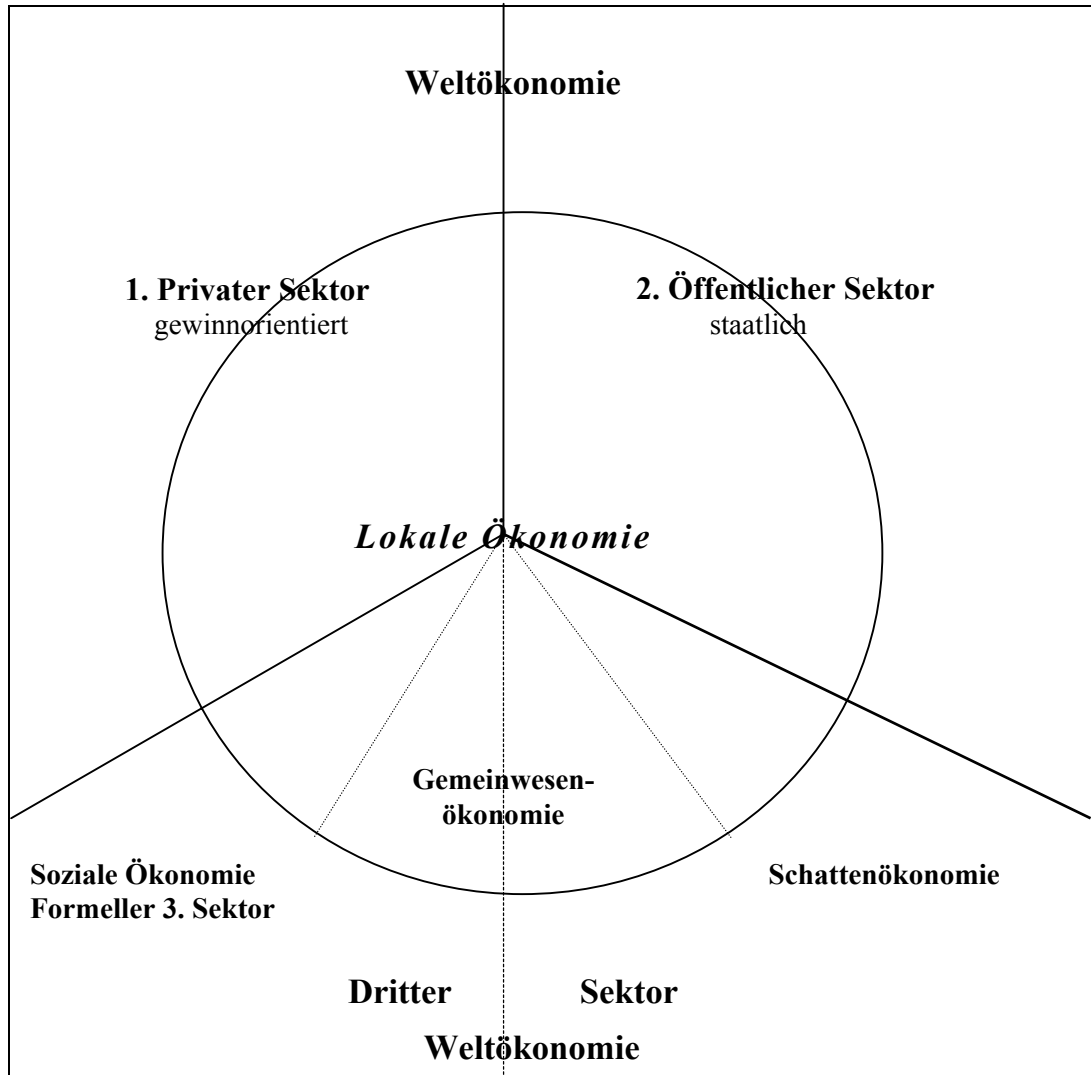 Weltökonomie
1. Privater Sektor
gewinnorientiert
2. Öffentlicher Sektor
staatlich
Lokale Ökonomie
Gemeinwesen-
ökonomie
Soziale Ökonomie
Formeller 3. Sektor
Schattenökonomie
Dritter Sektor
Weltökonomie